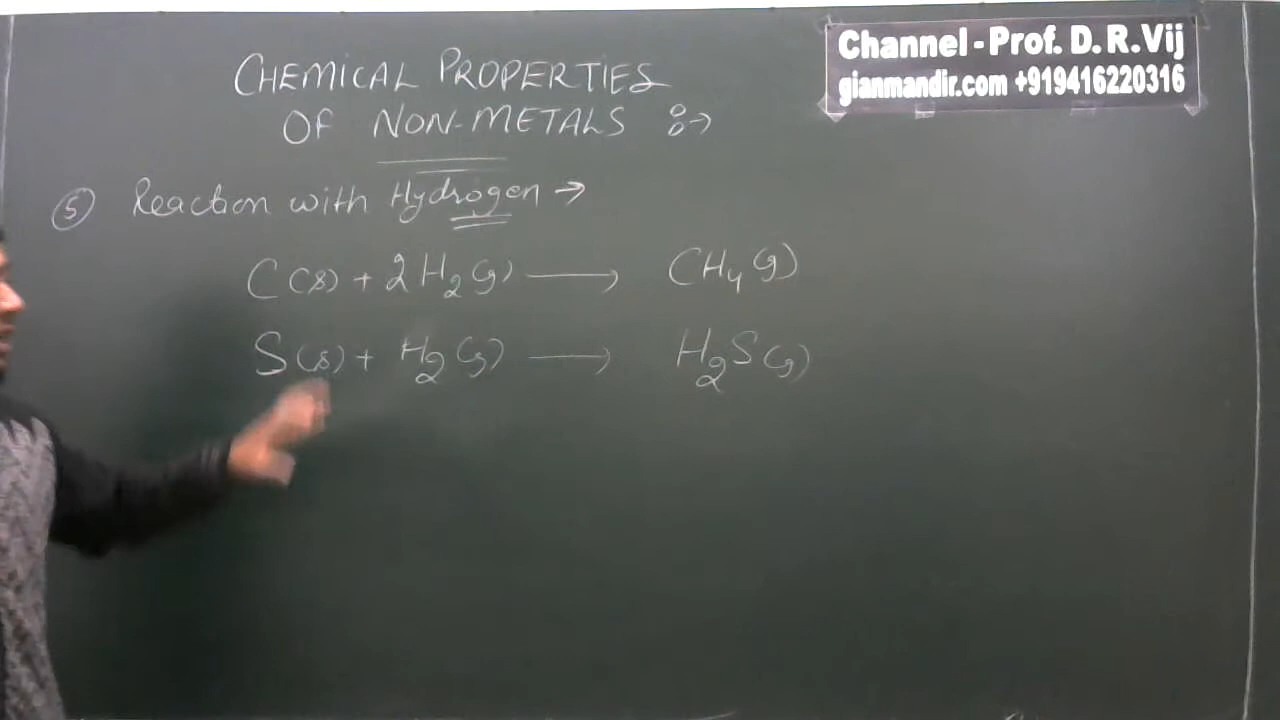 Channel - Prof. D. R. Vij
gianmandir.com +919416220316
CHEMICAL PROPERTIES
OF NON-METALS :->
⑤ Reaction with Hydrogen →
C(s) + 2H₂(g) ⟶ CH₄(g)
S(s) + H₂(g) ⟶ H₂S(g)